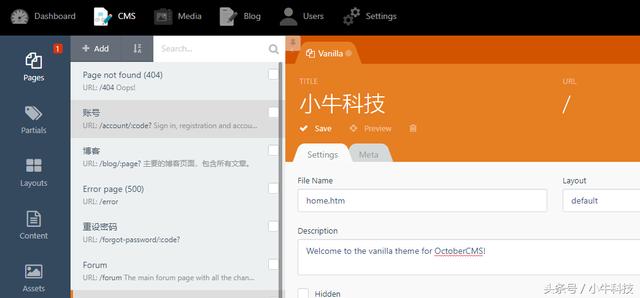 Dashboard CMS Media Blog Users Settings
Pages
1
Partials
Layouts
Content
Assets
+ Add
Search...
Page not found (404)
URL: /404 Oops!
账号
URL: /account/:code? Sign in, registration and accou...
博客
URL: /blog/:page? 主要的博客页面，包含所有文章。
Error page (500)
URL: /error
重设密码
URL: /forgot-password/:code?
Forum
URL: /forum The main forum page with all the chan...
Vanilla
TITLE
小牛科技
URL
/
Save Preview
Settings Meta
File Name
home.htm
Layout
default
Description
Welcome to the vanilla theme for OctoberCMS!
Hidden
头条号 / 小牛科技